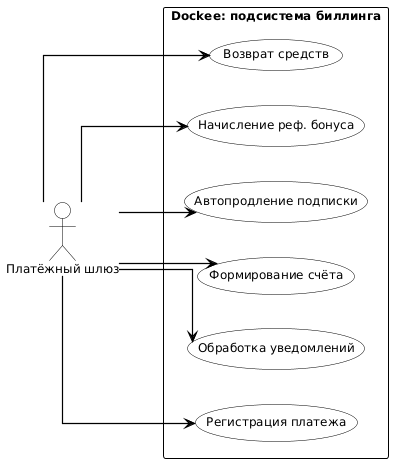 Dockee: подсистема биллинга
Возврат средств
Начисление реф. бонуса
Автопродление подписки
Платёжный шлюз
Формирование счёта
Обработка уведомлений
Регистрация платежа